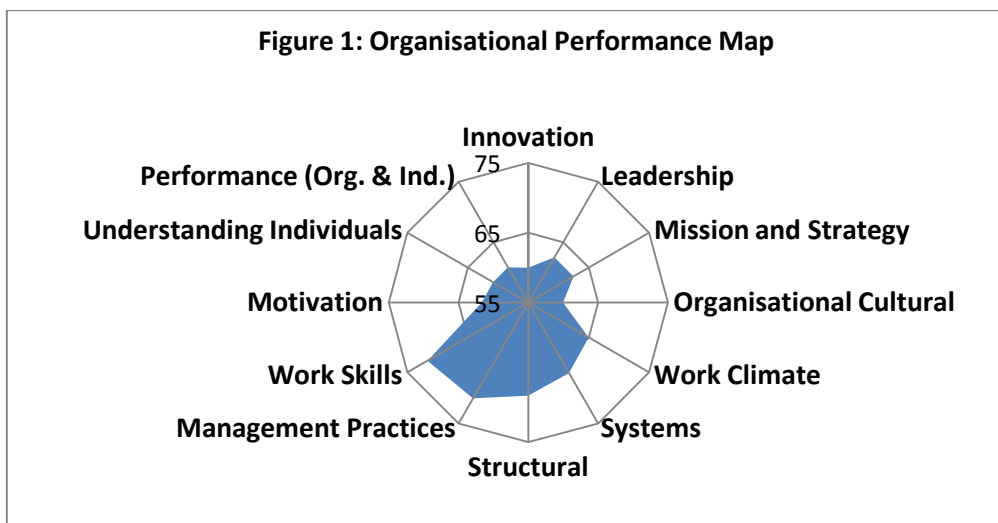 Figure 1: Organisational Performance Map
Innovation
75
Performance (Org. & Ind.)
Leadership
Understanding Individuals
65
Mission and Strategy
Motivation
55
Organisational Cultural
Work Skills
Work Climate
Management Practices
Systems
Structural